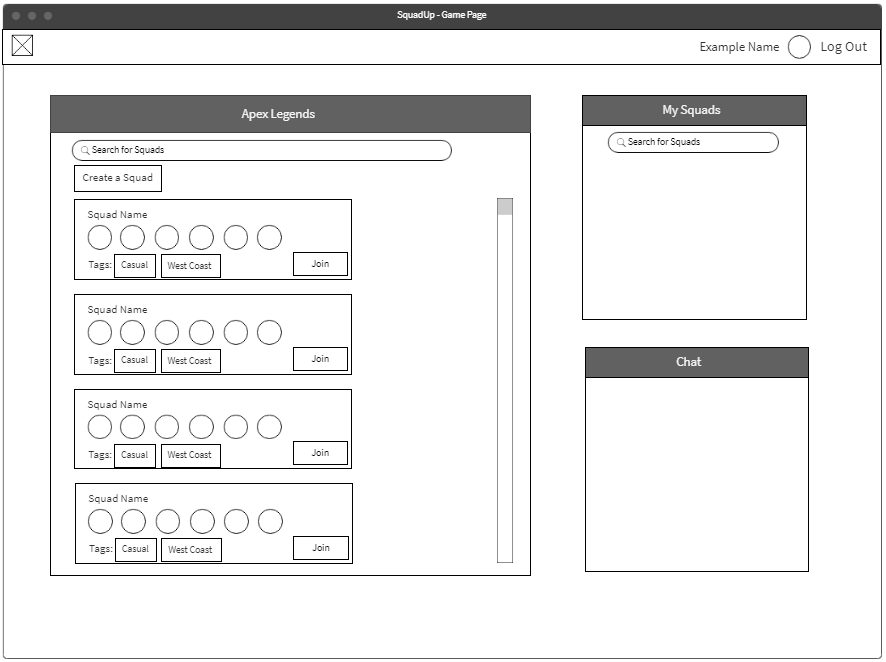 SquadUp - Game Page
Example Name
Log Out
Apex Legends
Search for Squads
Create a Squad
Squad Name
Tags: Casual West Coast
Join
Squad Name
Tags: Casual West Coast
Join
Squad Name
Tags: Casual West Coast
Join
Squad Name
Tags: Casual West Coast
Join
My Squads
Search for Squads
Chat